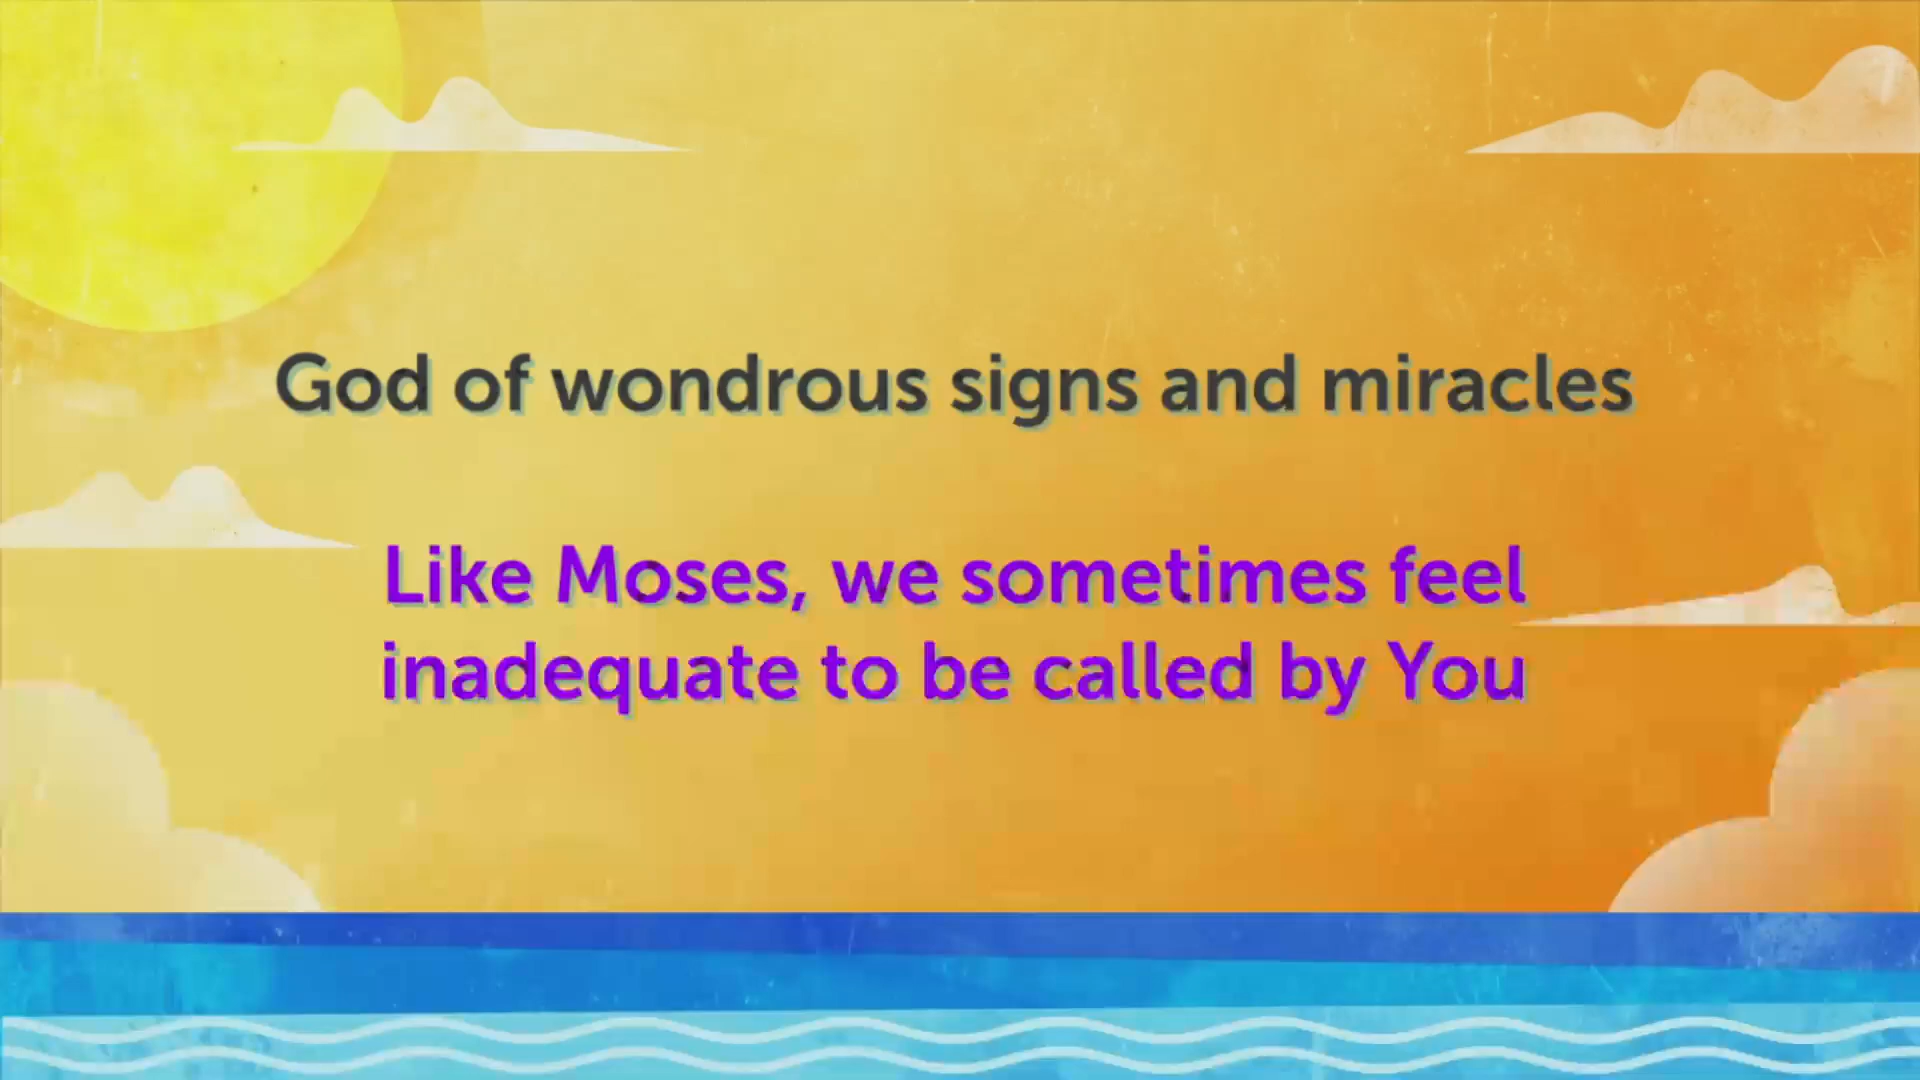 God of wondrous signs and miracles
Like Moses, we sometimes feel
inadequate to be called by You